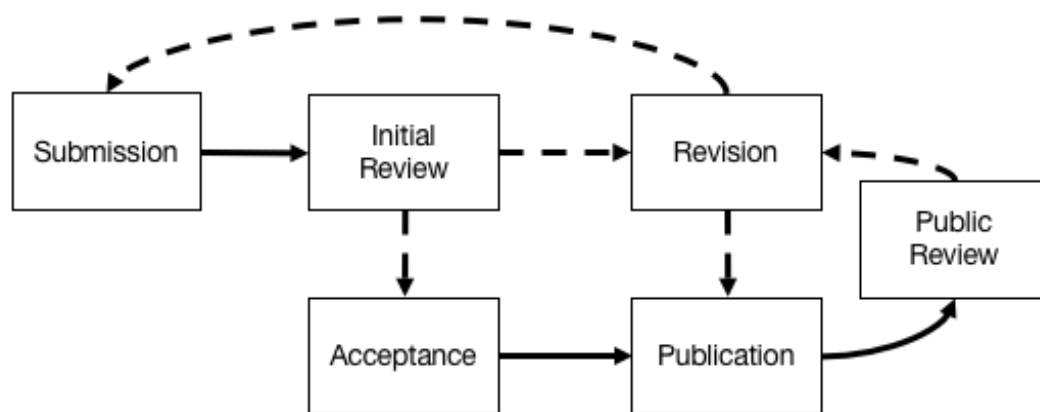 Submission
Initial
Review
Revision
Public
Review
Acceptance
Publication